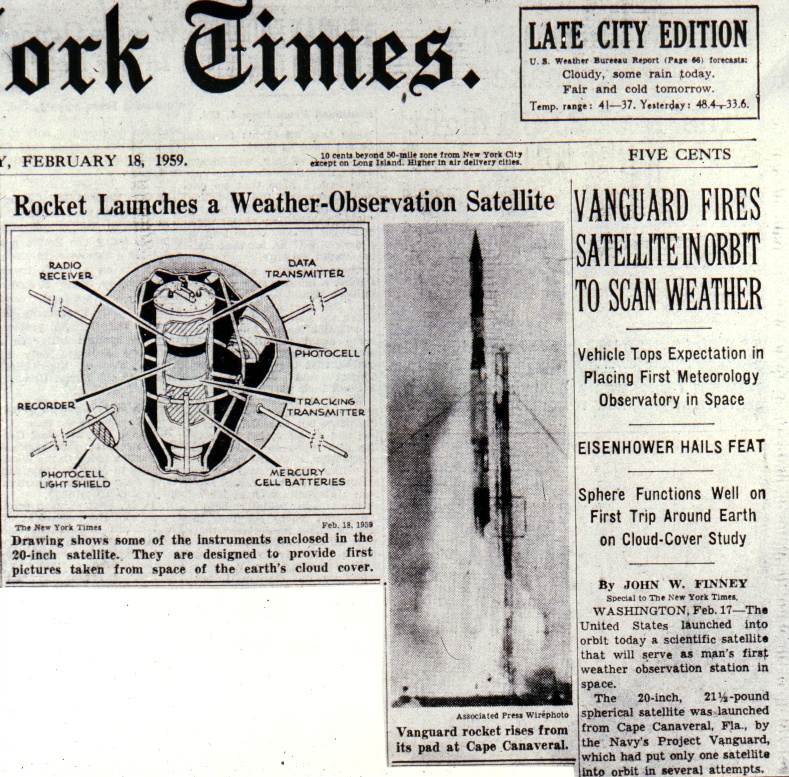 ork Times.
LATE CITY EDITION
U. S. Weather Bureau Report (Page 66) forecasts:
Cloudy, some rain today.
Fair and cold tomorrow.
Temp. range: 41—37. Yesterday: 48.4—33.6.
Y, FEBRUARY 18, 1959.
10 cents beyond 50-mile zone from New York City
except on Long Island. Higher in air delivery cities.
FIVE CENTS
Rocket Launches a Weather-Observation Satellite
RADIO
RECEIVER
DATA
TRANSMITTER
PHOTOCELL
RECORDER
TRACKING
TRANSMITTER
PHOTOCELL
LIGHT SHIELD
MERCURY
CELL BATTERIES
The New York Times
Feb. 18, 1959
Drawing shows some of the instruments enclosed in the
20-inch satellite. They are designed to provide first
pictures taken from space of the earth's cloud cover.
Associated Press Wirephoto
Vanguard rocket rises from
its pad at Cape Canaveral.
VANGUARD FIRES
SATELLITE IN ORBIT
TO SCAN WEATHER
Vehicle Tops Expectation in
Placing First Meteorology
Observatory in Space
EISENHOWER HAILS FEAT
Sphere Functions Well on
First Trip Around Earth
on Cloud-Cover Study
By JOHN W. FINNEY
Special to The New York Times.
WASHINGTON, Feb. 17—The
United States launched into
orbit today a scientific satellite
that will serve as man's first
weather observation station in
space.
The 20-inch, 21½-pound
spherical satellite was launched
from Cape Canaveral, Fla., by
the Navy's Project Vanguard,
which had put only one satellite
into orbit in several attempts.